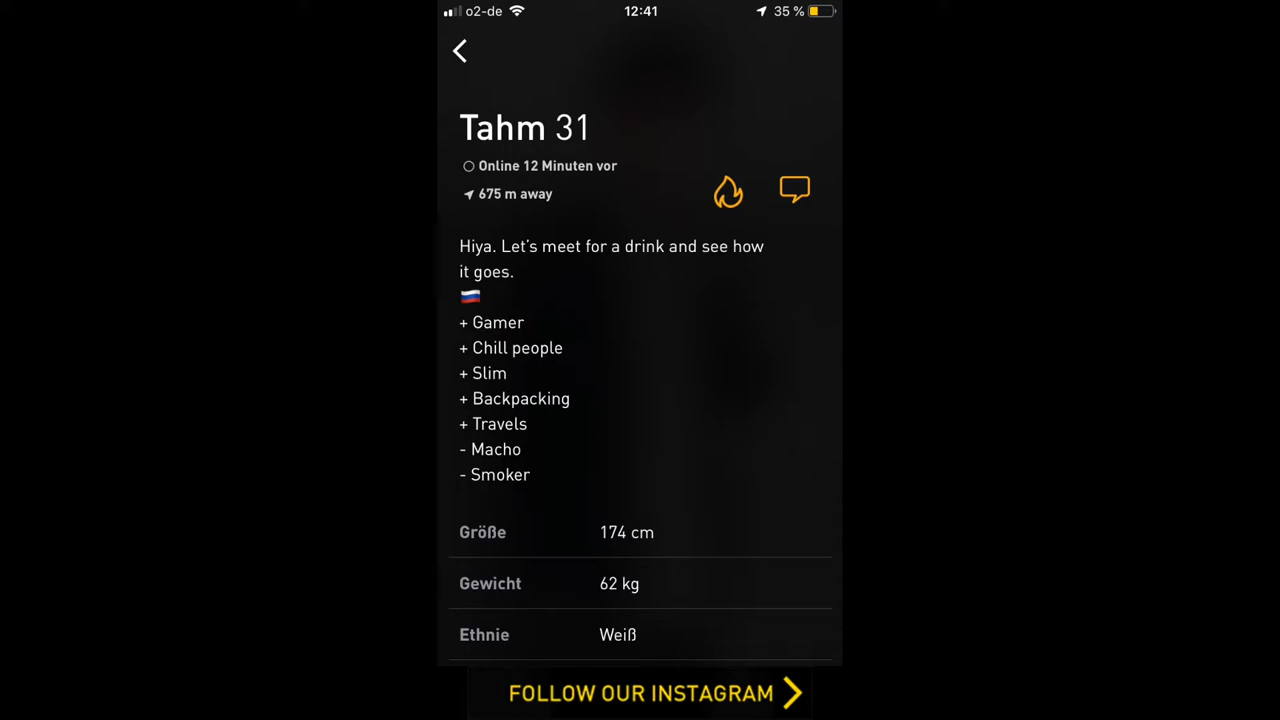 o2-de 12:41 35 %
Tahm 31
Online 12 Minuten vor
675 m away
Hiya. Let's meet for a drink and see how
it goes.
🇷🇺
+ Gamer
+ Chill people
+ Slim
+ Backpacking
+ Travels
- Macho
- Smoker
Größe 174 cm
Gewicht 62 kg
Ethnie Weiß
FOLLOW OUR INSTAGRAM